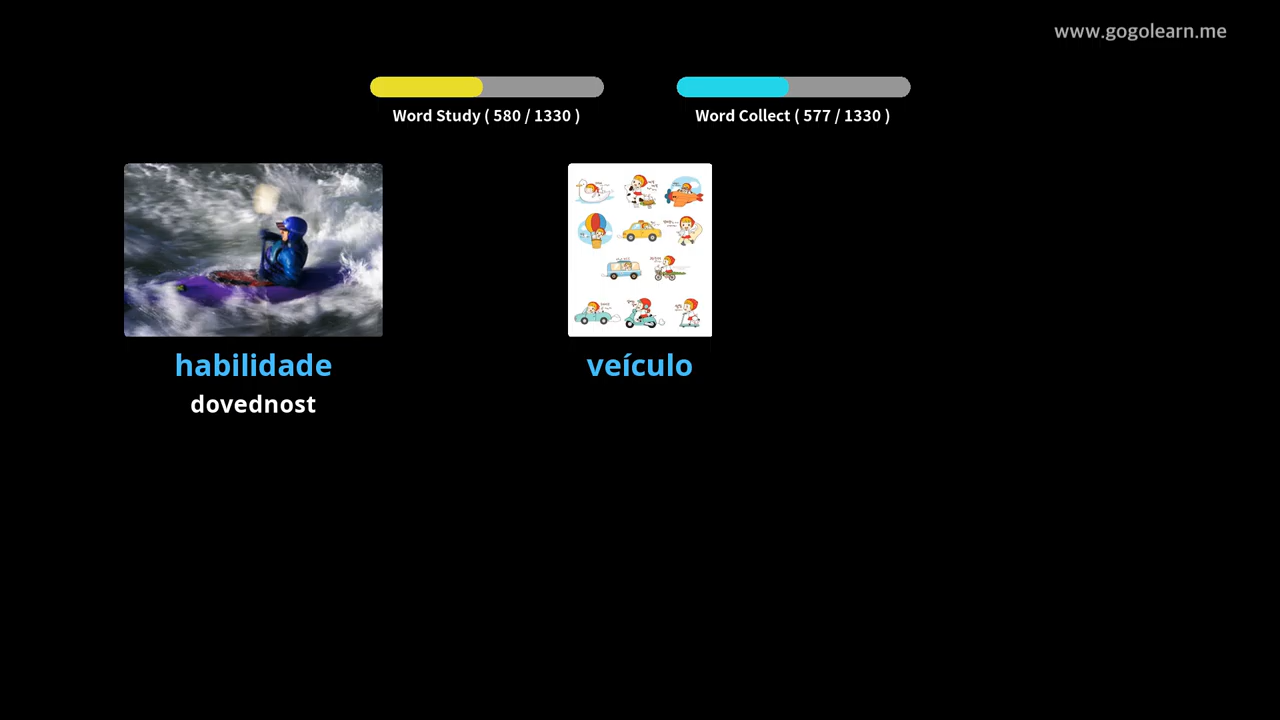 www.gogolearn.me
Word Study ( 580 / 1330 )
Word Collect ( 577 / 1330 )
habilidade
dovednost
veículo